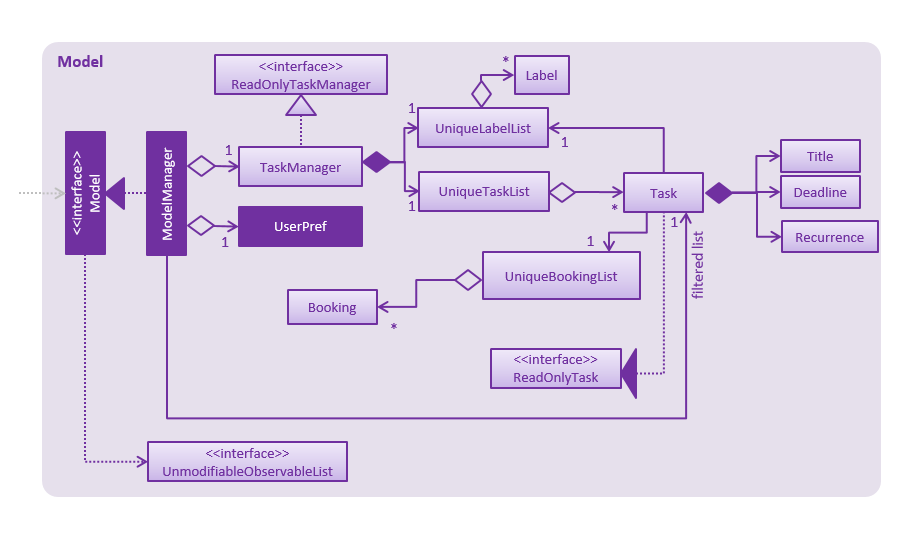 Model
<<interface>>
ReadOnlyTaskManager
*
Label
<<interface>>
Model
ModelManager
1
TaskManager
1
UniqueLabelList
1
1
UniqueTaskList
*
Task
Title
Deadline
Recurrence
1
UserPref
1
filtered list
1
UniqueBookingList
Booking
*
<<interface>>
ReadOnlyTask
<<interface>>
UnmodifiableObservableList